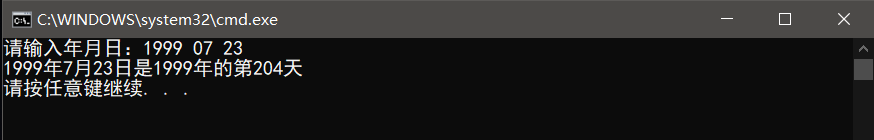 C:\WINDOWS\system32\cmd.exe
请输入年月日：1999 07 23
1999年7月23日是1999年的第204天
请按任意键继续. . .